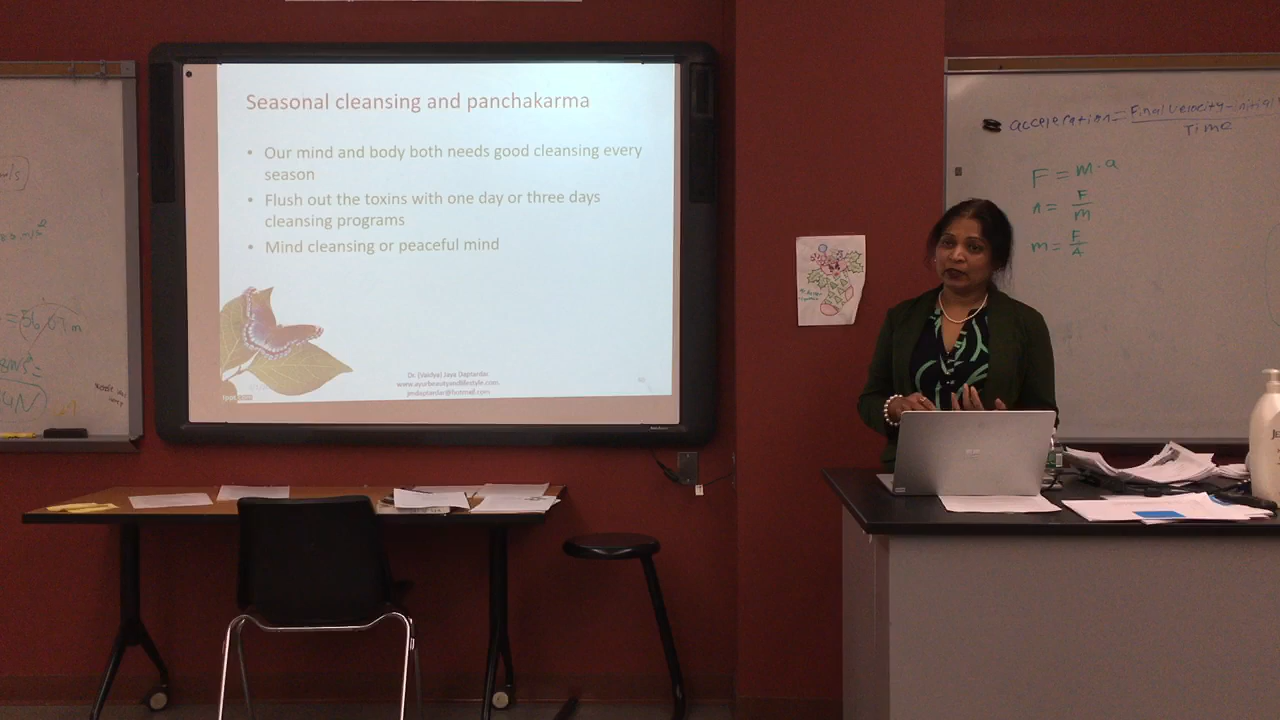 Seasonal cleansing and panchakarma
• Our mind and body both needs good cleansing every
season
• Flush out the toxins with one day or three days
cleansing programs
• Mind cleansing or peaceful mind
Dr. (Vaidya) Jaya Daptardar
www.ayurbeautyandlifestyle.com
jmdaptardar@hotmail.com
acceleration = Final velocity - initial
Time
F = m · a
A = F
m
m = F
A